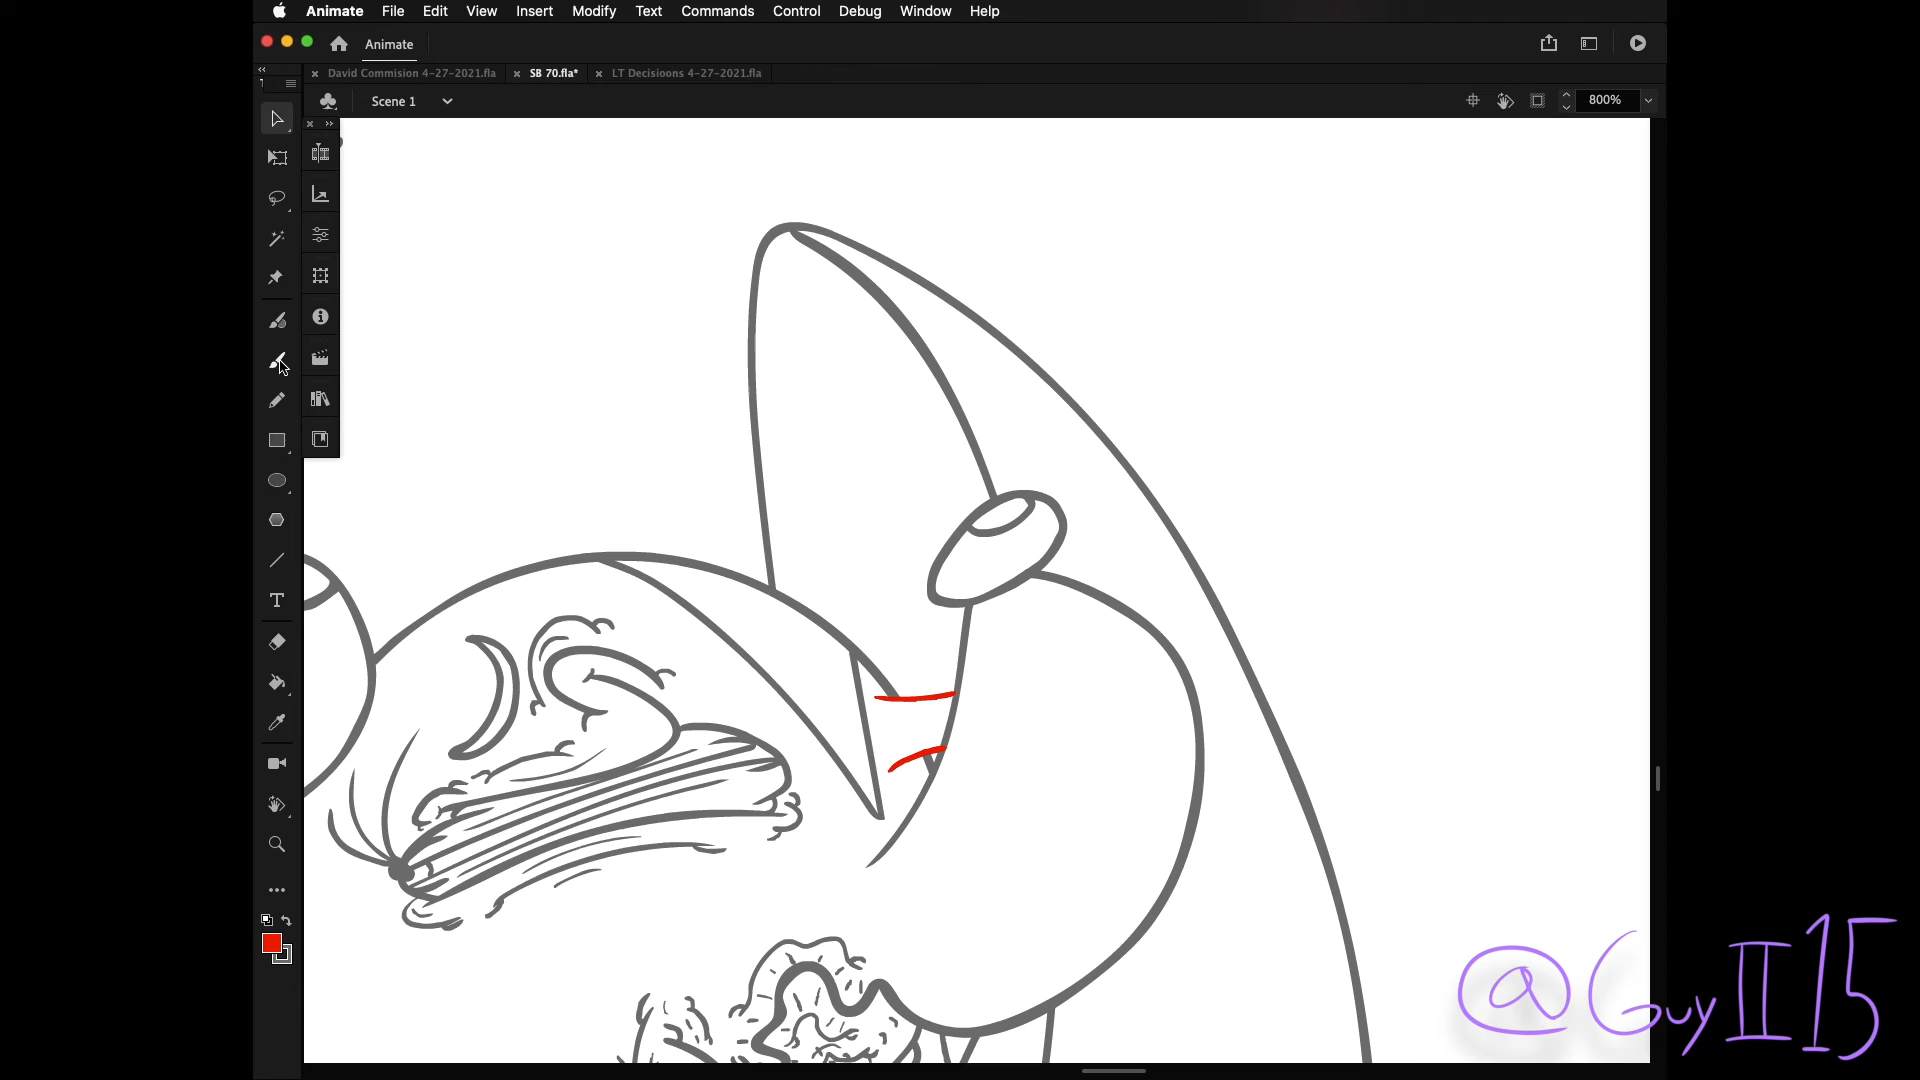 Animate File Edit View Insert Modify Text Commands Control Debug Window Help
Animate
David Commision 4-27-2021.fla SB 70.fla* LT Decisioons 4-27-2021.fla
Scene 1 800%
@GuyII15